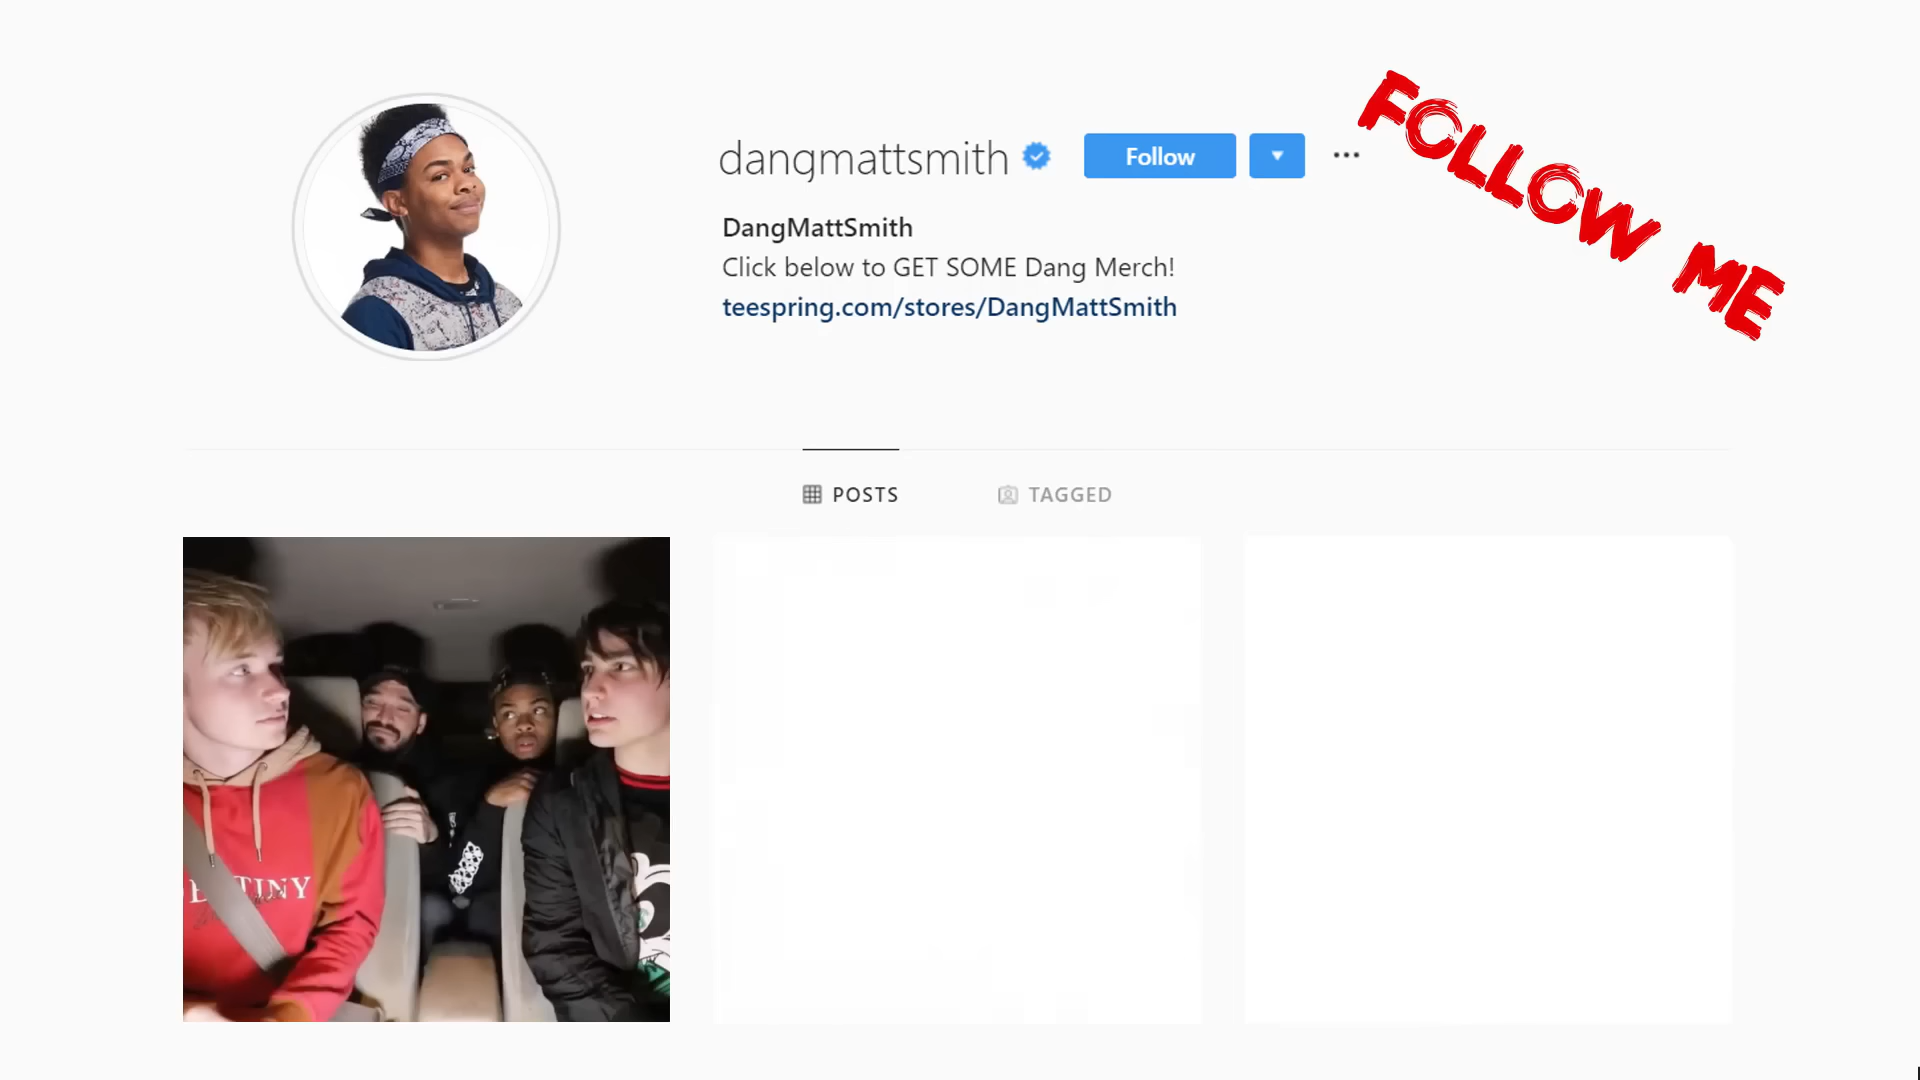 dangmattsmith
Follow
FOLLOW ME
DangMattSmith
Click below to GET SOME Dang Merch!
teespring.com/stores/DangMattSmith
POSTS
TAGGED